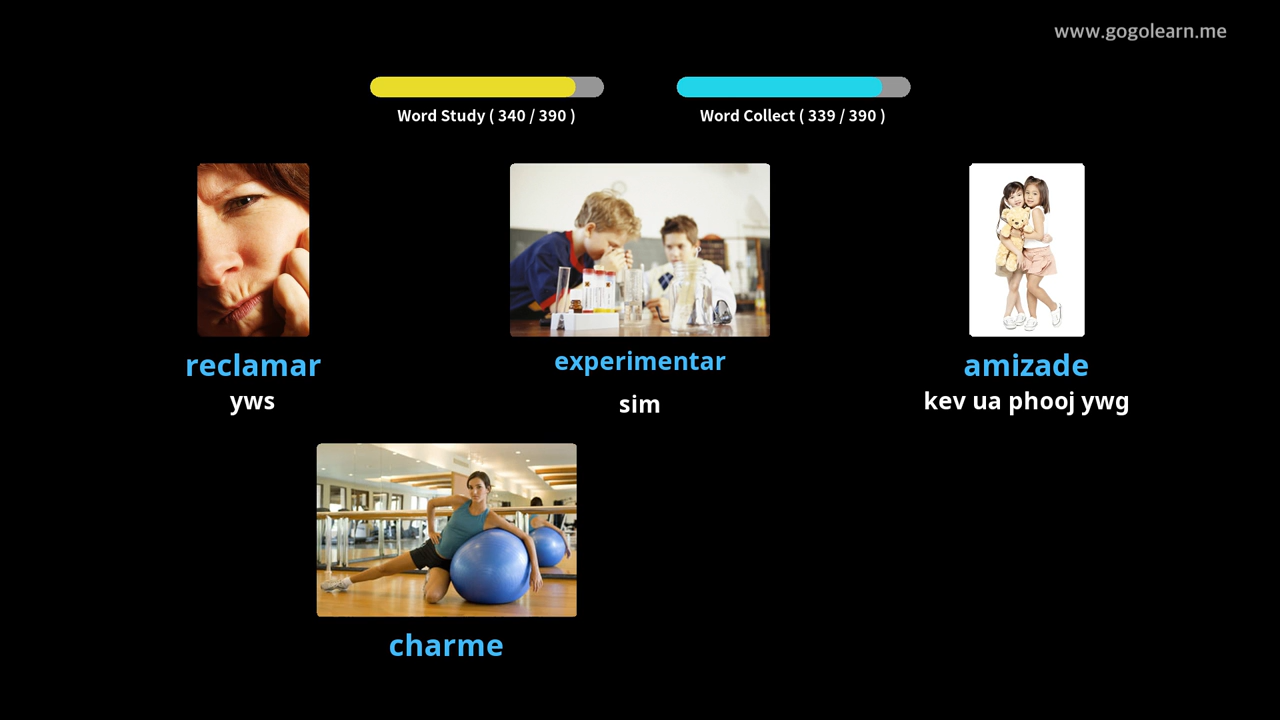 www.gogolearn.me
Word Study ( 340 / 390 )
Word Collect ( 339 / 390 )
reclamar
yws
experimentar
sim
amizade
kev ua phooj ywg
charme